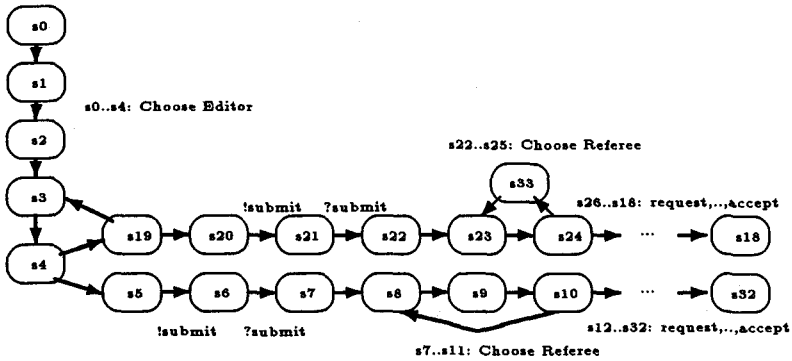 s0
s1
s0..s4: Choose Editor
s2
s22..s25: Choose Referee
s3
s33
!submit ?submit
s26..s18: request,..,accept
s19 s20 s21 s22 s23 s24 ... s18
s4
s5 s6 s7 s8 s9 s10 ... s32
!submit ?submit
s12..s32: request,..,accept
s7..s11: Choose Referee